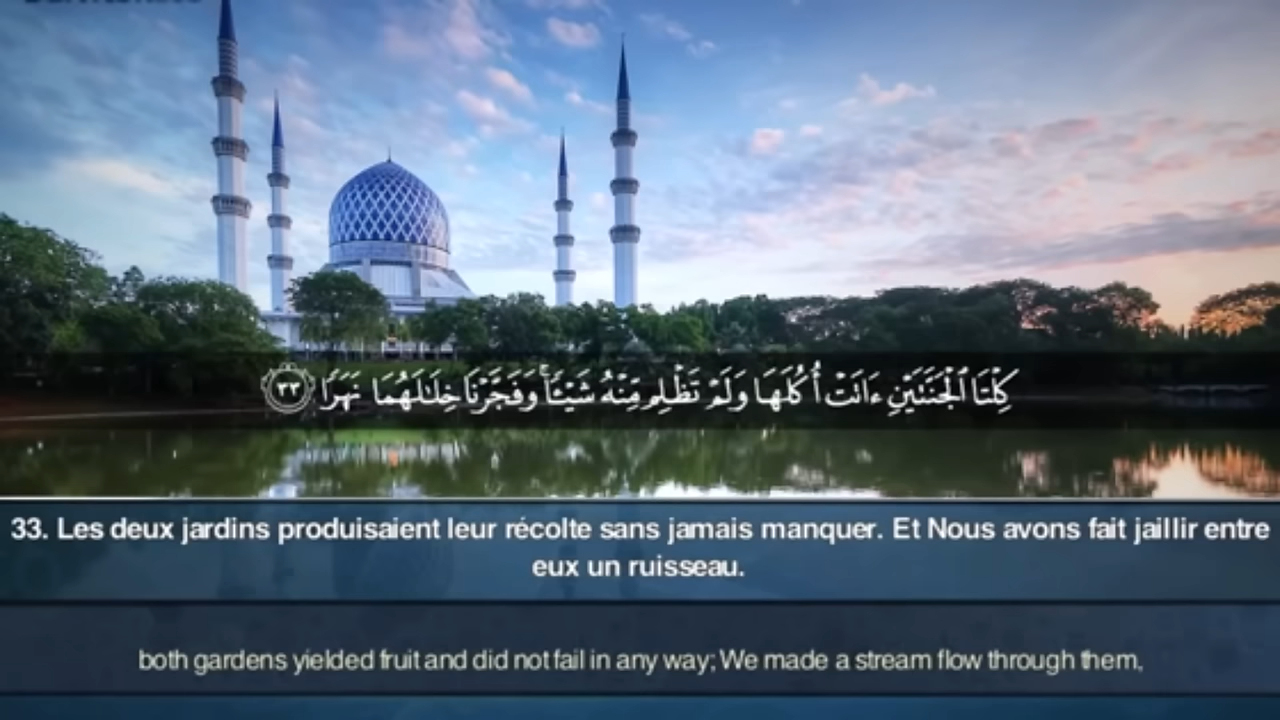 كِلْتَا ٱلْجَنَّتَيْنِ ءَاتَتْ أُكُلَهَا وَلَمْ تَظْلِم مِّنْهُ شَيْـًٔا وَفَجَّرْنَا خِلَـٰلَهُمَا نَهَرًا ٣٣
33. Les deux jardins produisaient leur récolte sans jamais manquer. Et Nous avons fait jaillir entre
eux un ruisseau.
both gardens yielded fruit and did not fail in any way; We made a stream flow through them,